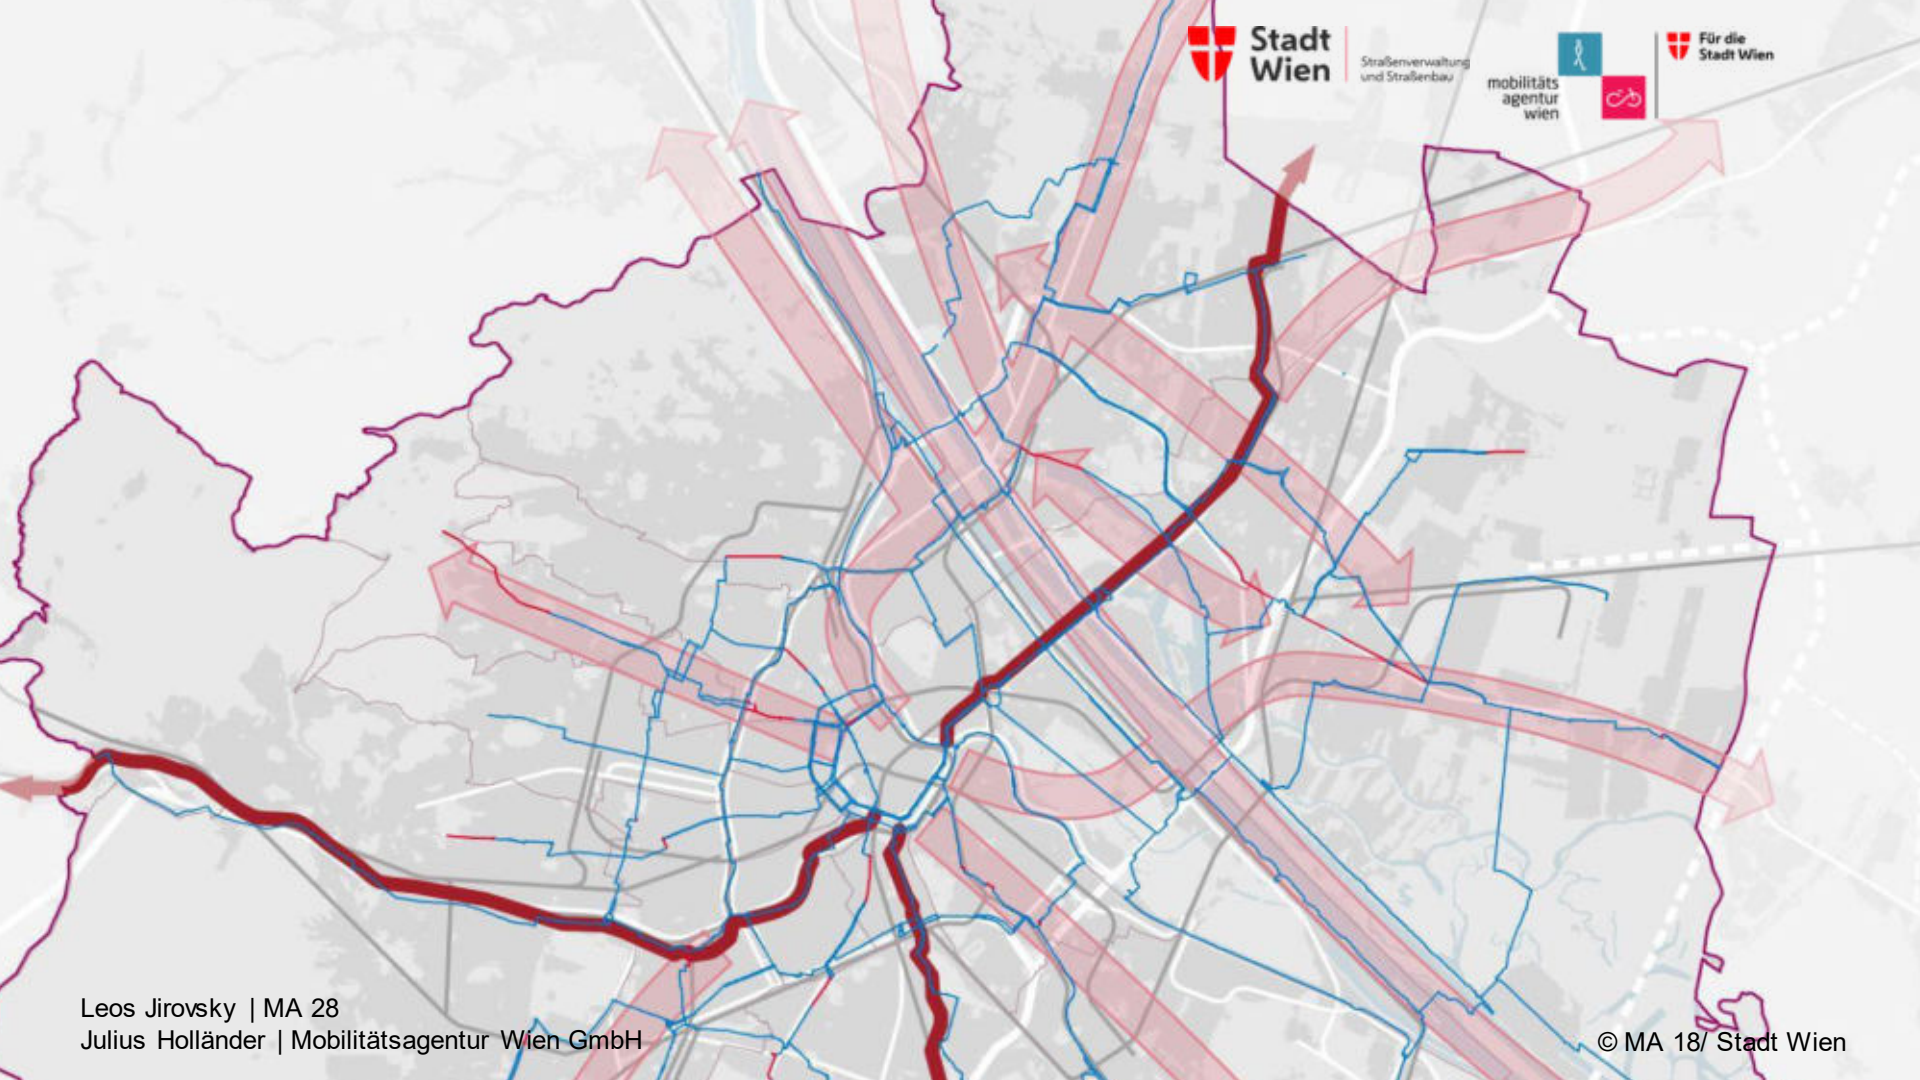 Stadt
Wien
Straßenverwaltung
und Straßenbau
mobilitäts
agentur
wien
Für die
Stadt Wien
Leos Jirovsky | MA 28
Julius Holländer | Mobilitätsagentur Wien GmbH
© MA 18/ Stadt Wien